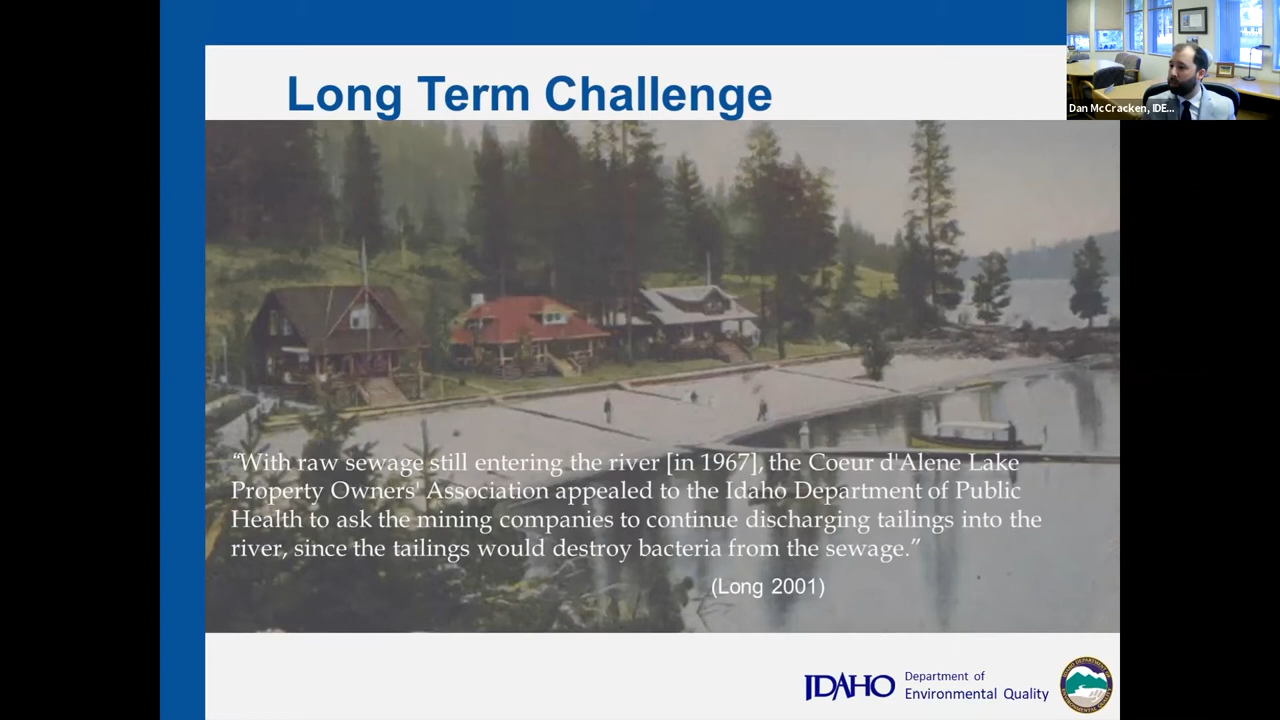 Long Term Challenge
Dan McCracken, IDE...
“With raw sewage still entering the river [in 1967], the Coeur d'Alene Lake
Property Owners' Association appealed to the Idaho Department of Public
Health to ask the mining companies to continue discharging tailings into the
river, since the tailings would destroy bacteria from the sewage.”
(Long 2001)
IDAHO
Department of
Environmental Quality